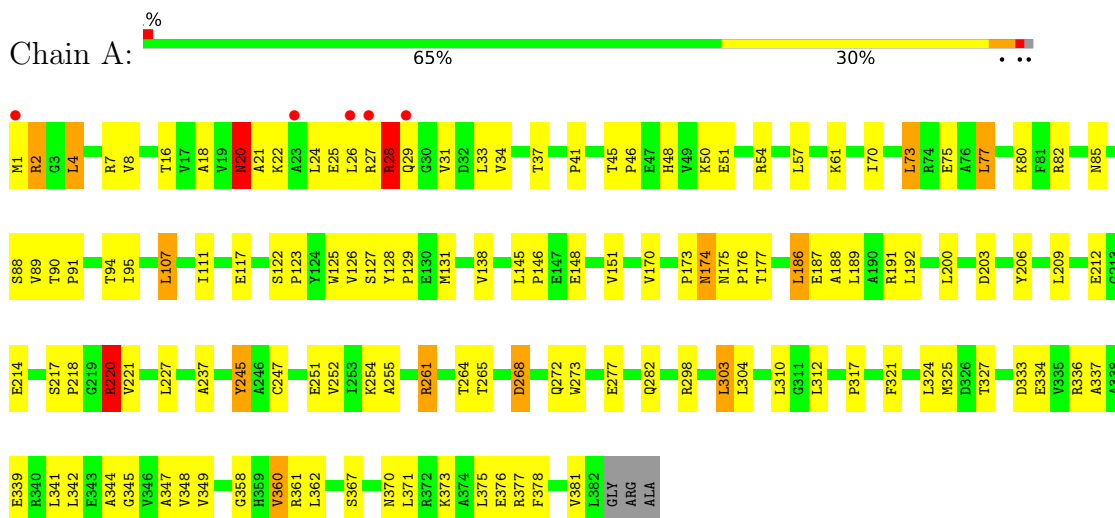 %
Chain A:
65% 30% . ..
M1 R2 G3 L4 R7 V8 T16 V17 A18 V19 N20 A21 K22 A23 L24 E25 L26 R27 R28 Q29 G30 V31 D32 L33 V34 T37 P41 T45 P46 E47 H48 V49 K50 E51 R54 L57 K61 I70 L73 R74 E75 A76 L77 K80 F81 R82 N85
S88 V89 T90 P91 T94 I95 L107 I111 E117 S122 P123 Y124 W125 V126 S127 Y128 P129 E130 M131 V138 L145 P146 E147 E148 V151 V170 P173 N174 N175 P176 T177 L186 E187 A188 L189 A190 R191 L192 L200 D203 Y206 L209 E212 G213
E214 S217 P218 G219 R220 V221 L227 A237 Y245 A246 C247 E251 V252 I253 K254 A255 R261 T264 T265 D268 Q272 W273 E277 Q282 R298 L303 L304 L310 G311 L312 P317 F321 L324 M325 D326 T327 D333 E334 V335 R336 A337 A338
E339 R340 L341 L342 E343 A344 G345 V346 A347 V348 V349 G358 H359 V360 R361 L362 S367 N370 L371 R372 K373 A374 L375 E376 R377 F378 V381 L382 GLY ARG ALA